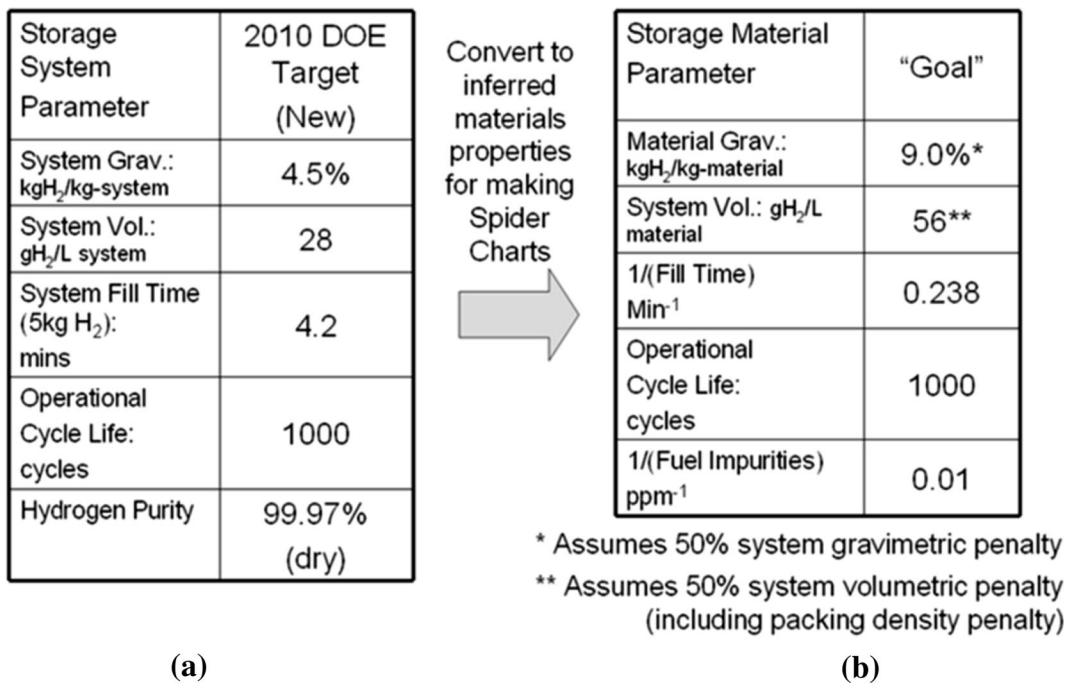 Storage
System
Parameter
2010 DOE
Target
(New)
System Grav.:
kgH₂/kg-system
4.5%
System Vol.:
gH₂/L system
28
System Fill Time
(5kg H₂):
mins
4.2
Operational
Cycle Life:
cycles
1000
Hydrogen Purity
99.97%
(dry)
(a)
Convert to
inferred
materials
properties
for making
Spider
Charts
Storage Material
Parameter
“Goal”
Material Grav.:
kgH₂/kg-material
9.0%*
System Vol.: gH₂/L
material
56**
1/(Fill Time)
Min⁻¹
0.238
Operational
Cycle Life:
cycles
1000
1/(Fuel Impurities)
ppm⁻¹
0.01
* Assumes 50% system gravimetric penalty
** Assumes 50% system volumetric penalty
(including packing density penalty)
(b)